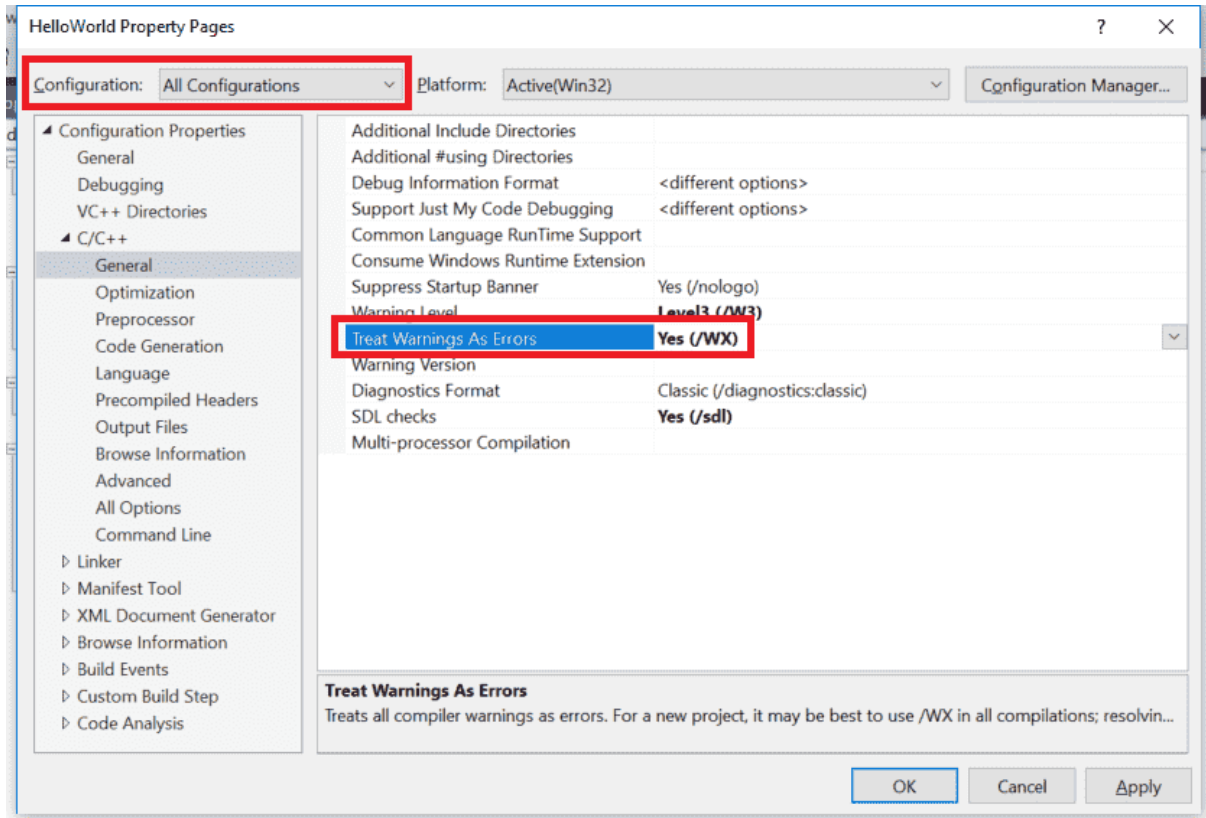 HelloWorld Property Pages
?
Configuration: All Configurations Platform: Active(Win32) Configuration Manager...
Configuration Properties
General
Debugging
VC++ Directories
C/C++
General
Optimization
Preprocessor
Code Generation
Language
Precompiled Headers
Output Files
Browse Information
Advanced
All Options
Command Line
Linker
Manifest Tool
XML Document Generator
Browse Information
Build Events
Custom Build Step
Code Analysis
Additional Include Directories
Additional #using Directories
Debug Information Format <different options>
Support Just My Code Debugging <different options>
Common Language RunTime Support
Consume Windows Runtime Extension
Suppress Startup Banner Yes (/nologo)
Warning Level Level3 (/W3)
Treat Warnings As Errors Yes (/WX)
Warning Version
Diagnostics Format Classic (/diagnostics:classic)
SDL checks Yes (/sdl)
Multi-processor Compilation
Treat Warnings As Errors
Treats all compiler warnings as errors. For a new project, it may be best to use /WX in all compilations; resolvin...
OK Cancel Apply